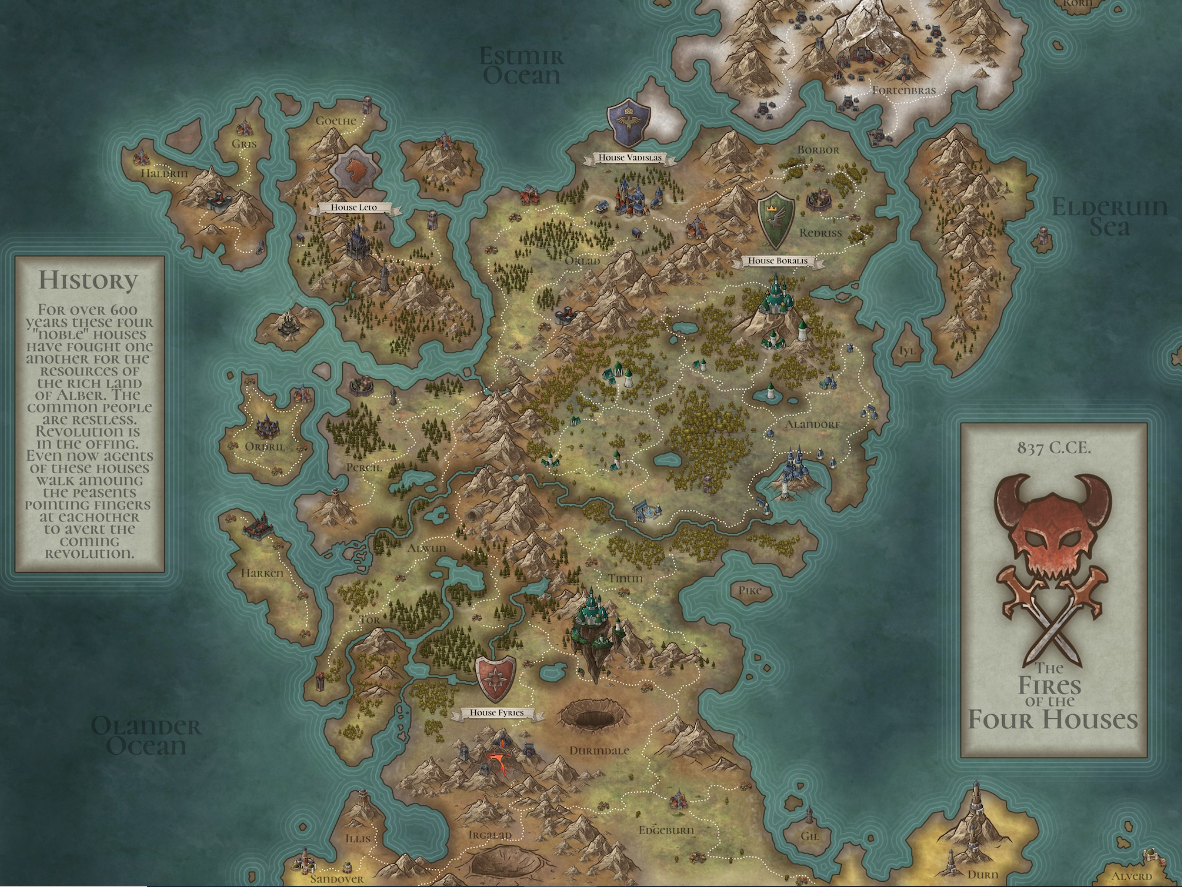 Korn
Estmir
Ocean
Fortenbras
Goethe
Gris
Haldrin
House Vadislas
Borbor
House Leto
Redriss
Elderuin
Sea
Oklad
House Boralis
History
For over 600
years these four
"noble" houses
have fought one
another for the
resources of
the rich land
of Alber. The
common people
are restless.
Revolution is
in the offing.
Even now agents
of these houses
walk amoung
the peasents
pointing fingers
at eachother
to avert the
coming
revolution.
Iyl
Alandorf
Orbril
Percil
837 C.CE.
Alwun
Harken
Tintun
Pike
Tor
House Fyries
The
Fires
of the
Four Houses
Olander
Ocean
Durindale
Illis
Irgalad
Edgeburn
Gil
Sandover
Durn
Alverd